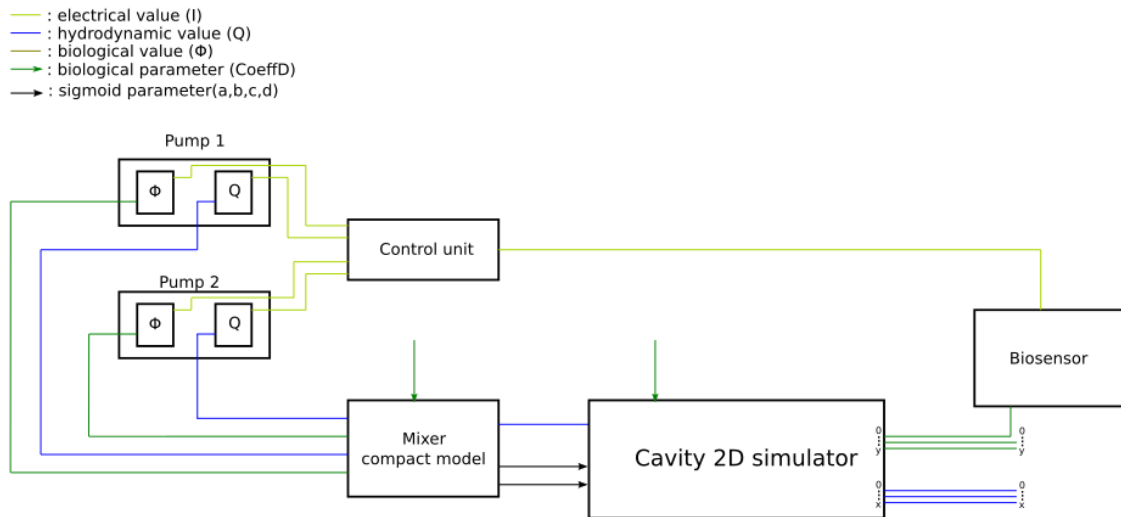 : electrical value (I)
: hydrodynamic value (Q)
: biological value (Φ)
: biological parameter (CoeffD)
: sigmoid parameter(a,b,c,d)
Pump 1
Φ
Q
Control unit
Pump 2
Φ
Q
Biosensor
Mixer
compact model
Cavity 2D simulator
0
y
0
y
0
x
0
x